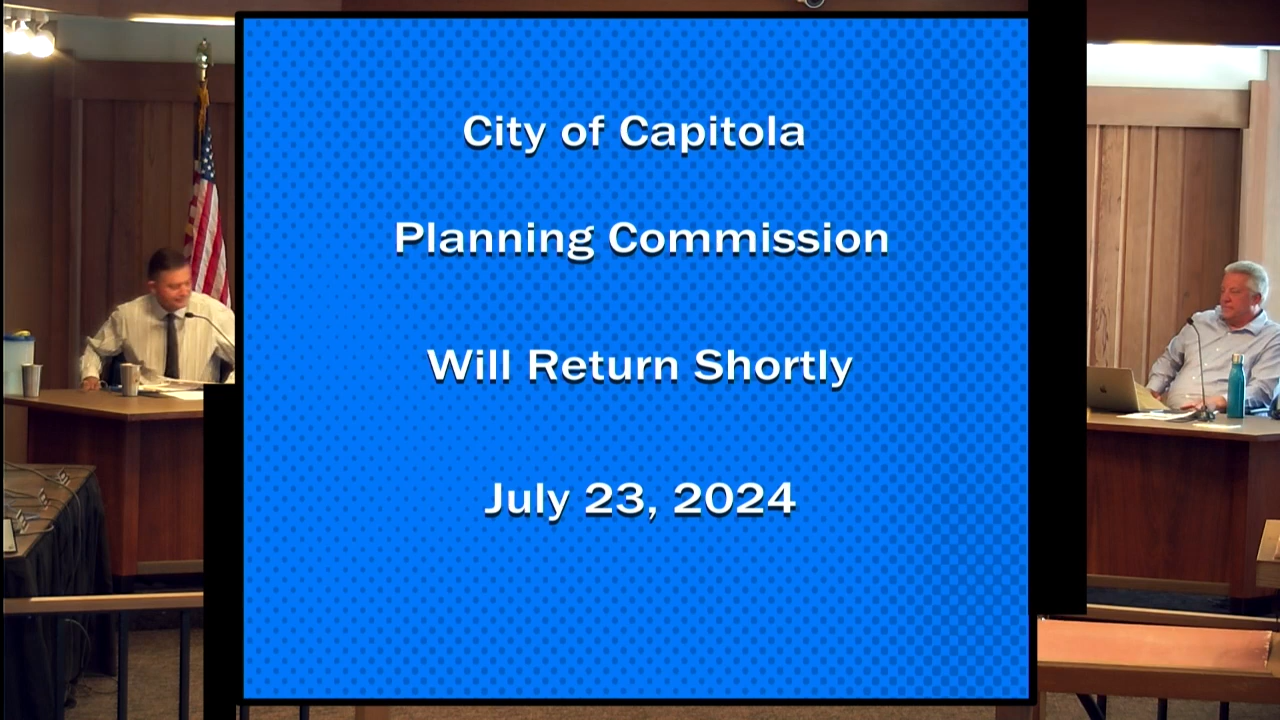 City of Capitola
Planning Commission
Will Return Shortly
July 23, 2024